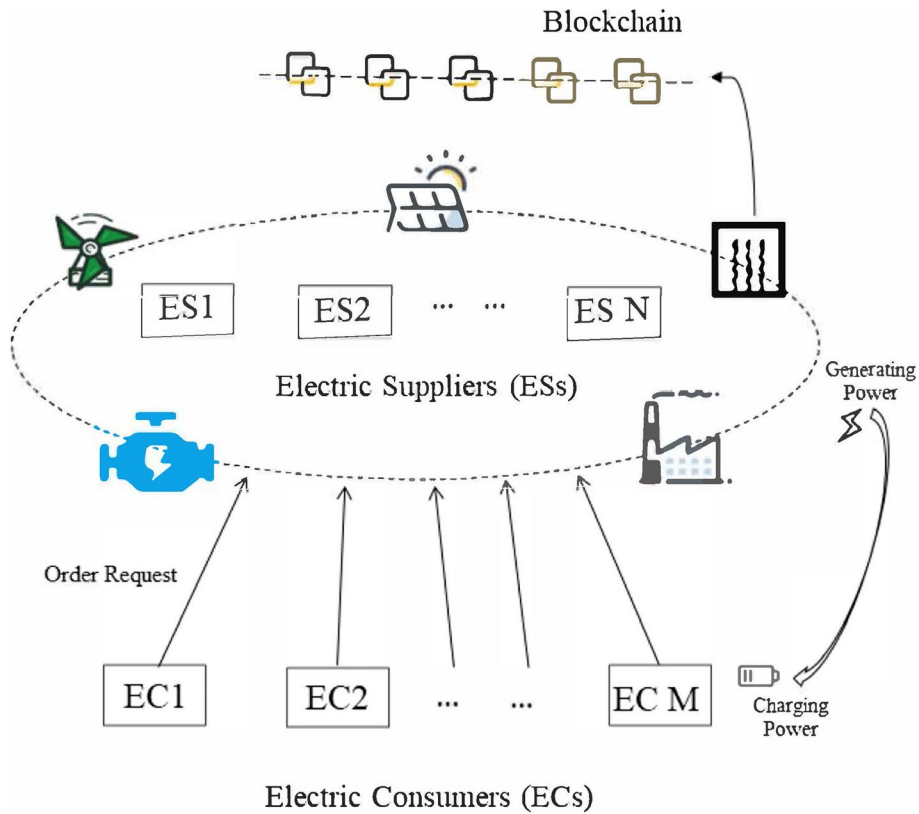 Blockchain
ES1
ES2
... ...
ES N
Electric Suppliers (ESs)
Generating
Power
Order Request
EC1
EC2
...
...
EC M
Charging
Power
Electric Consumers (ECs)